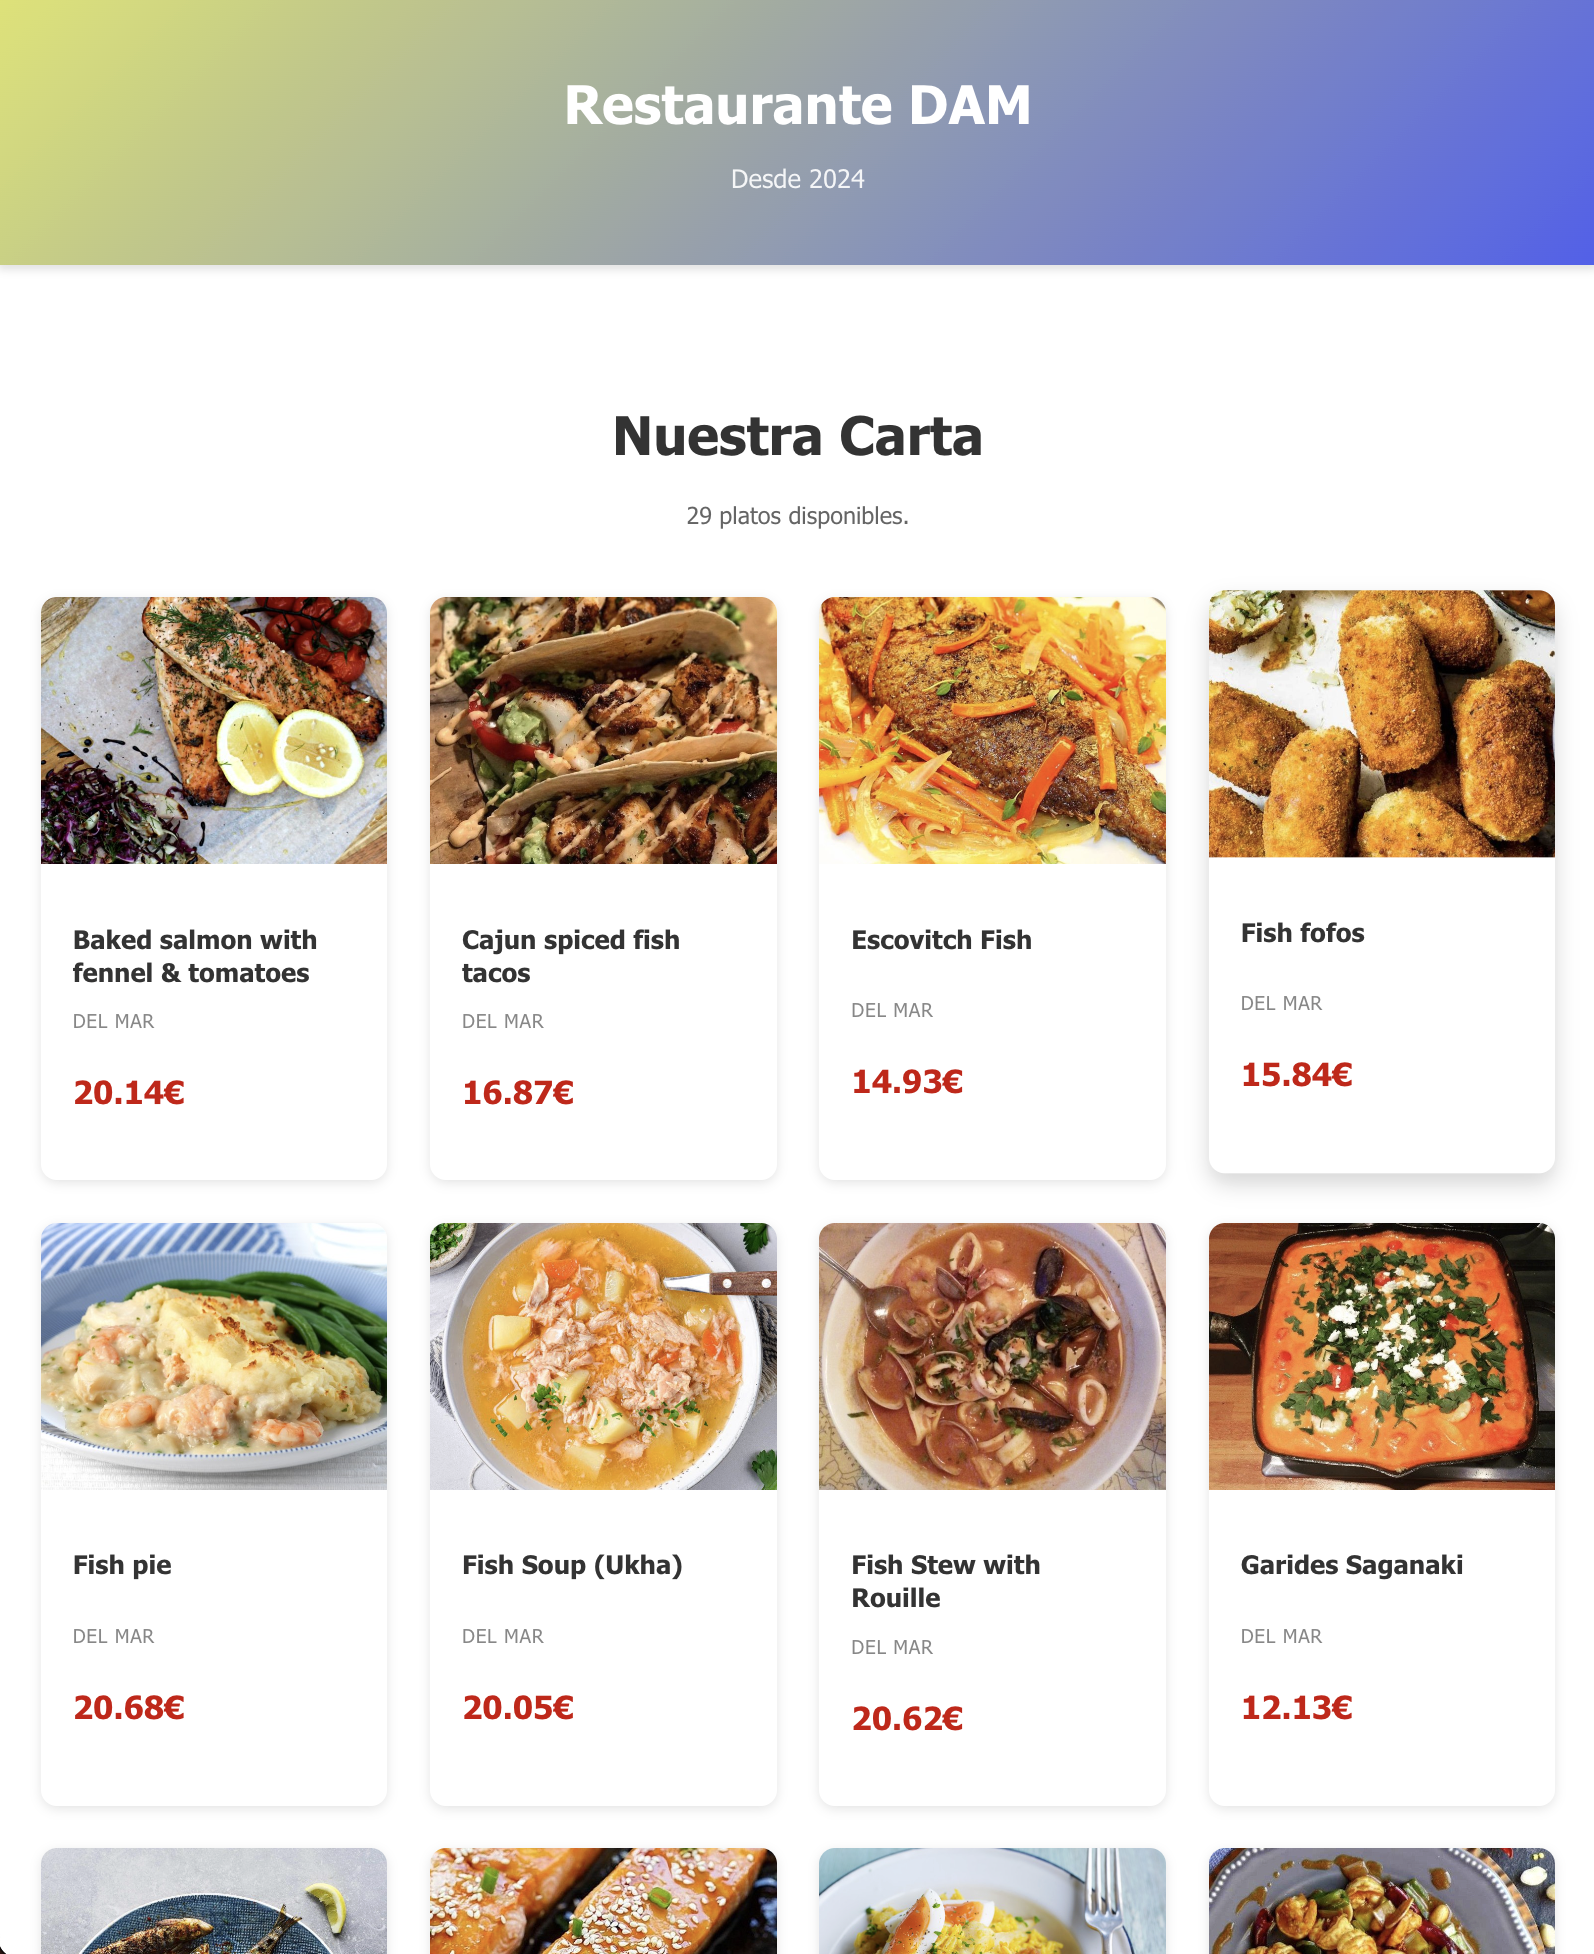 Restaurante DAM
Desde 2024
Nuestra Carta
29 platos disponibles.
Baked salmon with
fennel & tomatoes
DEL MAR
20.14€
Cajun spiced fish
tacos
DEL MAR
16.87€
Escovitch Fish
DEL MAR
14.93€
Fish fofos
DEL MAR
15.84€
Fish pie
DEL MAR
20.68€
Fish Soup (Ukha)
DEL MAR
20.05€
Fish Stew with
Rouille
DEL MAR
20.62€
Garides Saganaki
DEL MAR
12.13€